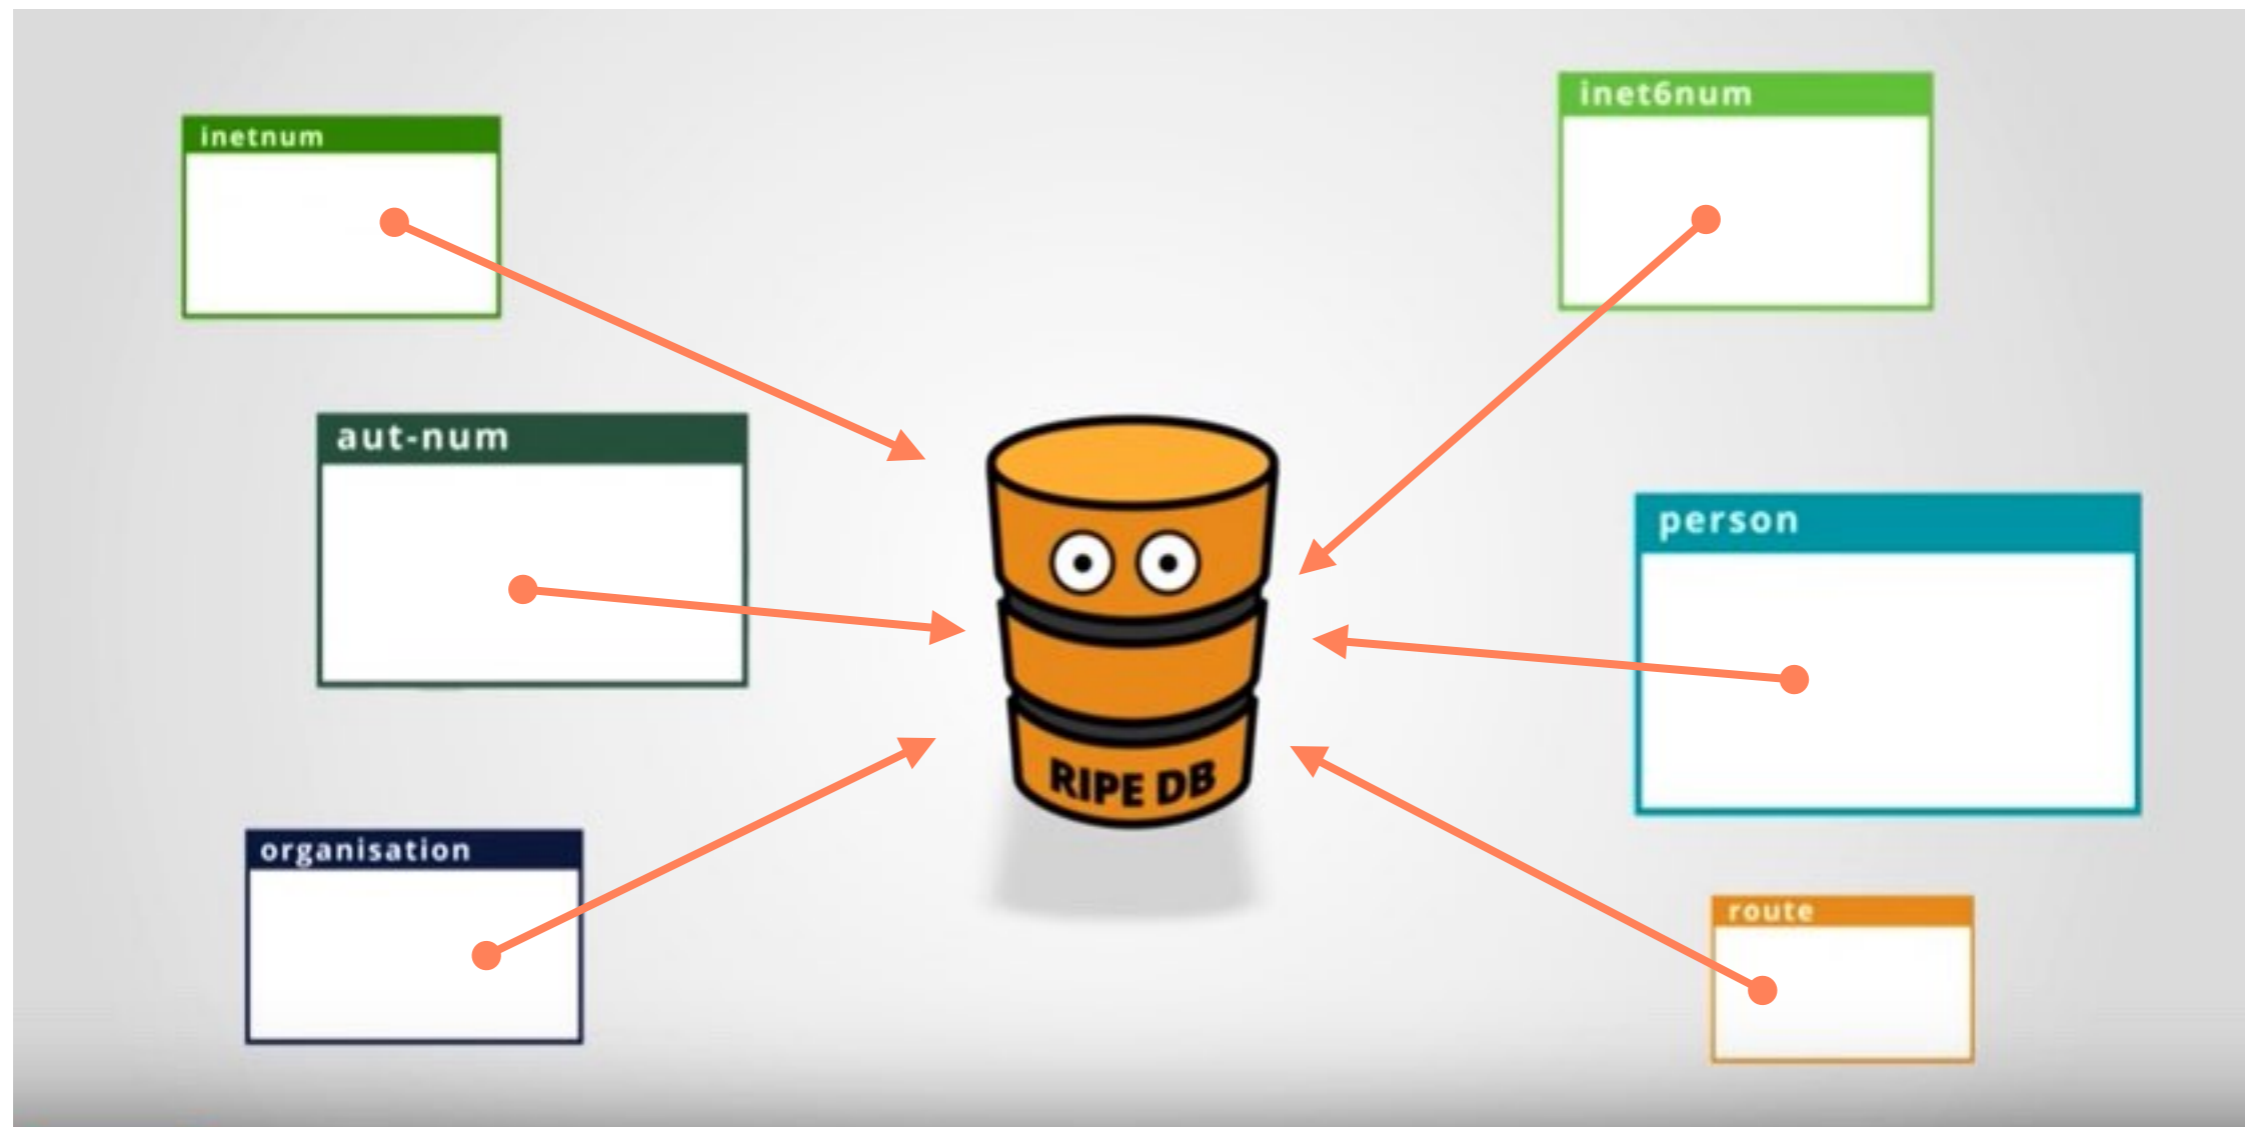 inetnum
inet6num
aut-num
person
RIPE DB
organisation
route